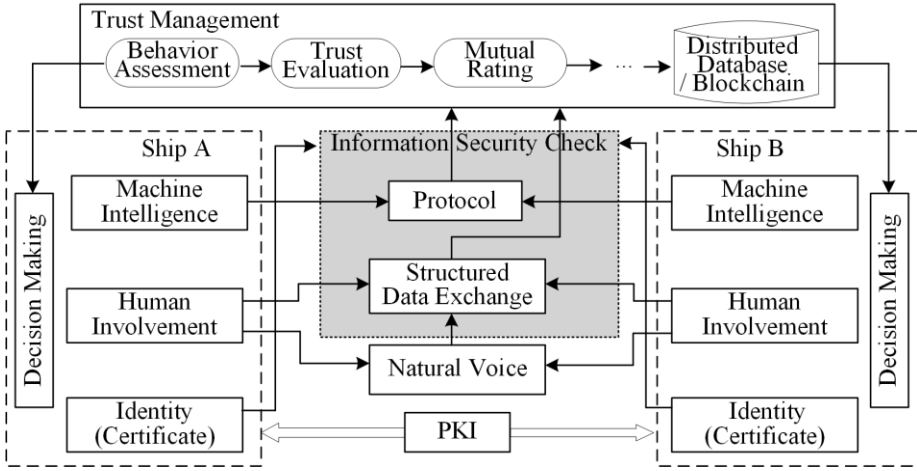 Trust Management
Behavior
Assessment
Trust
Evaluation
Mutual
Rating
...
Distributed
Database
/ Blockchain
Ship A
Information Security Check
Ship B
Decision Making
Machine
Intelligence
Protocol
Machine
Intelligence
Decision Making
Human
Involvement
Structured
Data Exchange
Human
Involvement
Natural Voice
Identity
(Certificate)
PKI
Identity
(Certificate)